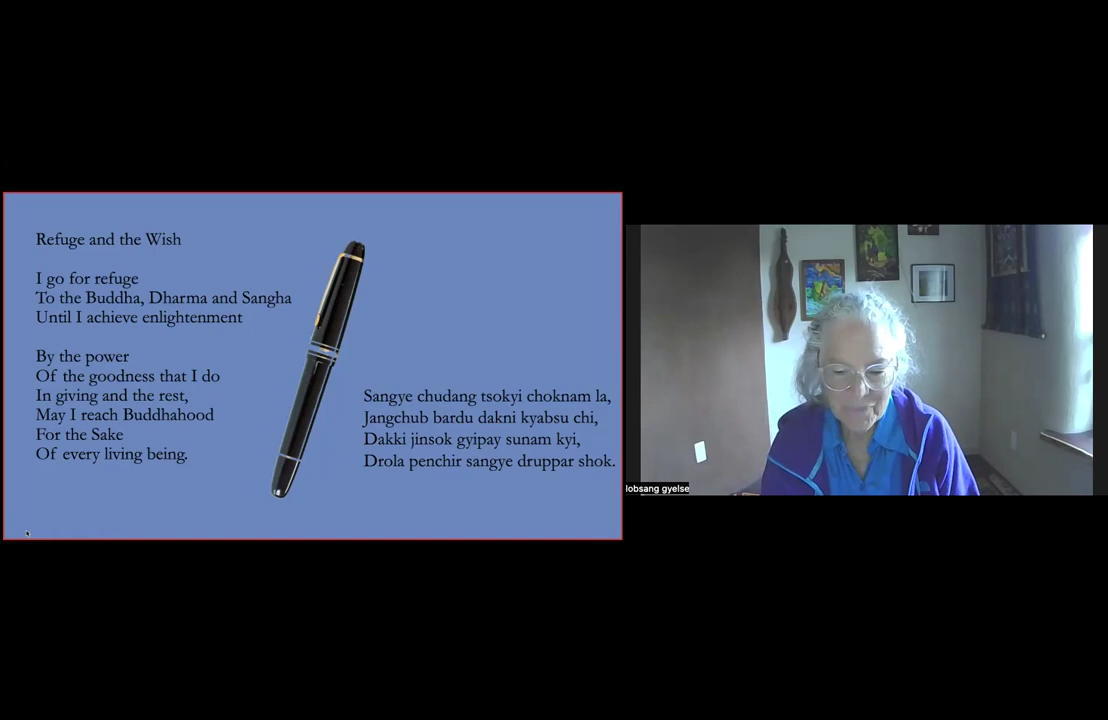 Refuge and the Wish
I go for refuge
To the Buddha, Dharma and Sangha
Until I achieve enlightenment
By the power
Of the goodness that I do
In giving and the rest,
May I reach Buddhahood
For the Sake
Of every living being.
Sangye chudang tsokyi choknam la,
Jangchub bardu dakni kyabsu chi,
Dakki jinsok gyipay sunam kyi,
Drola penchir sangye druppar shok.
lobsang gyelse